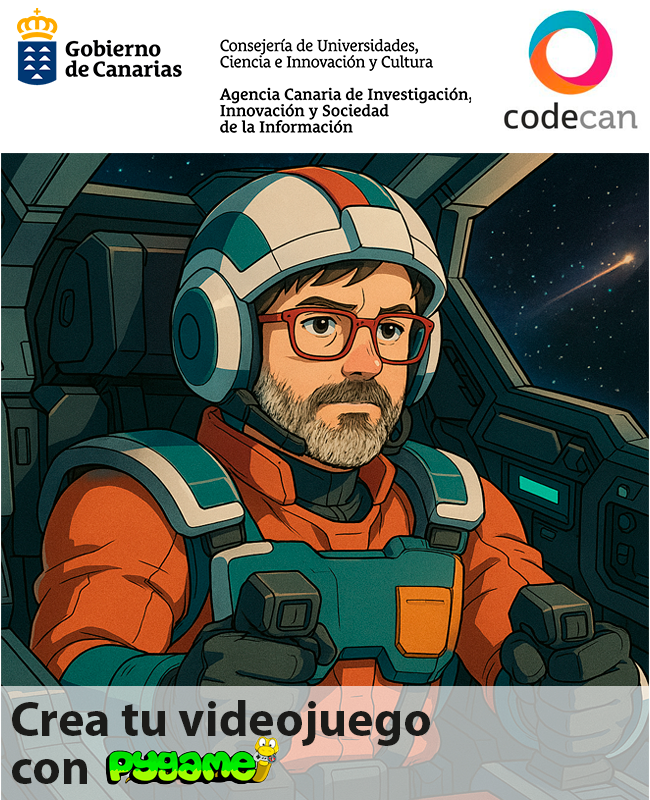 Gobierno
de Canarias
Consejería de Universidades,
Ciencia e Innovación y Cultura
Agencia Canaria de Investigación,
Innovación y Sociedad
de la Información
codecan
Crea tu videojuego
con pygame